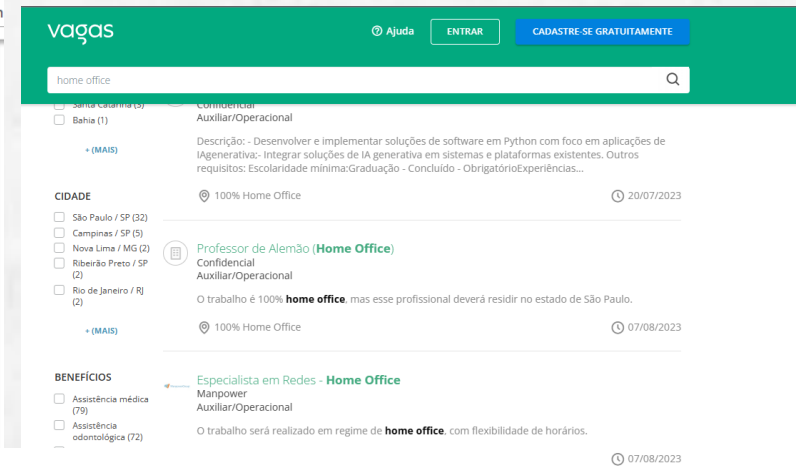 vagas
Ajuda
ENTRAR
CADASTRE-SE GRATUITAMENTE
home office
Santa Catarina (3)
Bahia (1)
+ (MAIS)
CIDADE
São Paulo / SP (32)
Campinas / SP (5)
Nova Lima / MG (2)
Ribeirão Preto / SP
(2)
Rio de Janeiro / RJ
(2)
+ (MAIS)
BENEFÍCIOS
Assistência médica
(79)
Assistência
odontológica (72)
Confidencial
Auxiliar/Operacional
Descrição: - Desenvolver e implementar soluções de software em Python com foco em aplicações de
IAgenerativa;- Integrar soluções de IA generativa em sistemas e plataformas existentes. Outros
requisitos: Escolaridade mínima:Graduação - Concluído - ObrigatórioExperiências...
100% Home Office
20/07/2023
Professor de Alemão (Home Office)
Confidencial
Auxiliar/Operacional
O trabalho é 100% home office, mas esse profissional deverá residir no estado de São Paulo.
100% Home Office
07/08/2023
Especialista em Redes - Home Office
Manpower
Auxiliar/Operacional
O trabalho será realizado em regime de home office, com flexibilidade de horários.
07/08/2023